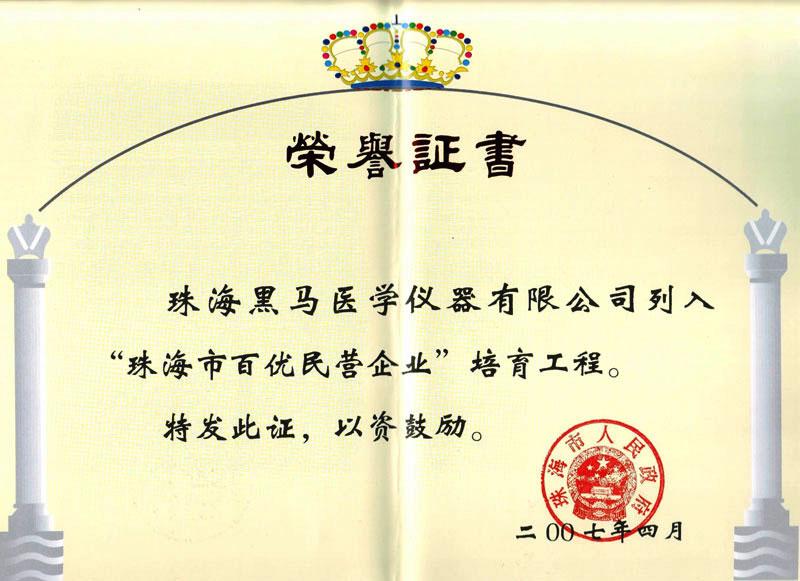 榮譽証書
珠海黑马医学仪器有限公司列入
“珠海市百优民营企业”培育工程。
特发此证，以资鼓励。
珠海市人民政府
二00七年四月